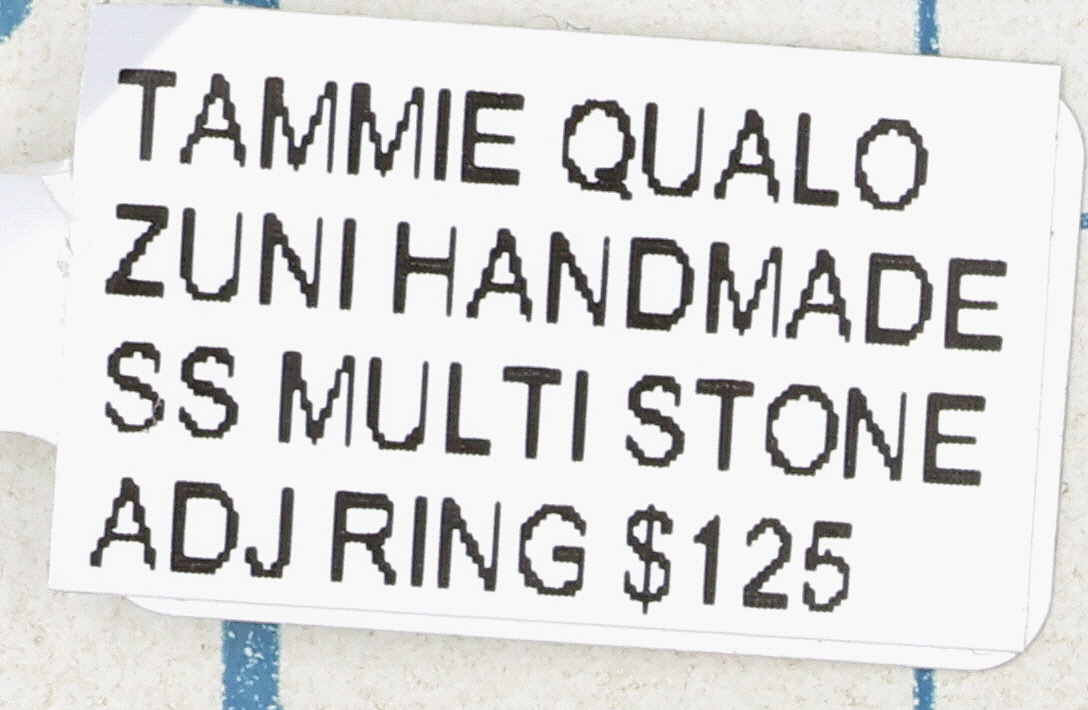 TAMMIE QUALO
ZUNI HANDMADE
SS MULTI STONE
ADJ RING $125